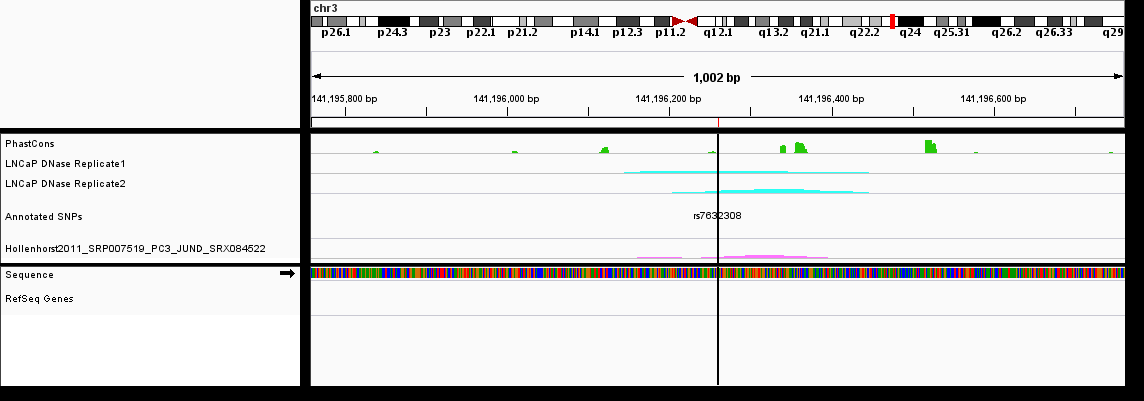 chr3
p26.1 p24.3 p23 p22.1 p21.2 p14.1 p12.3 p11.2 q12.1 q13.2 q21.1 q22.2 q24 q25.31 q26.2 q26.33 q29
1,002 bp
141,195,800 bp 141,196,000 bp 141,196,200 bp 141,196,400 bp 141,196,600 bp
PhastCons
LNCaP DNase Replicate1
LNCaP DNase Replicate2
Annotated SNPs rs7632308
Hollenhorst2011_SRP007519_PC3_JUND_SRX084522
Sequence
RefSeq Genes